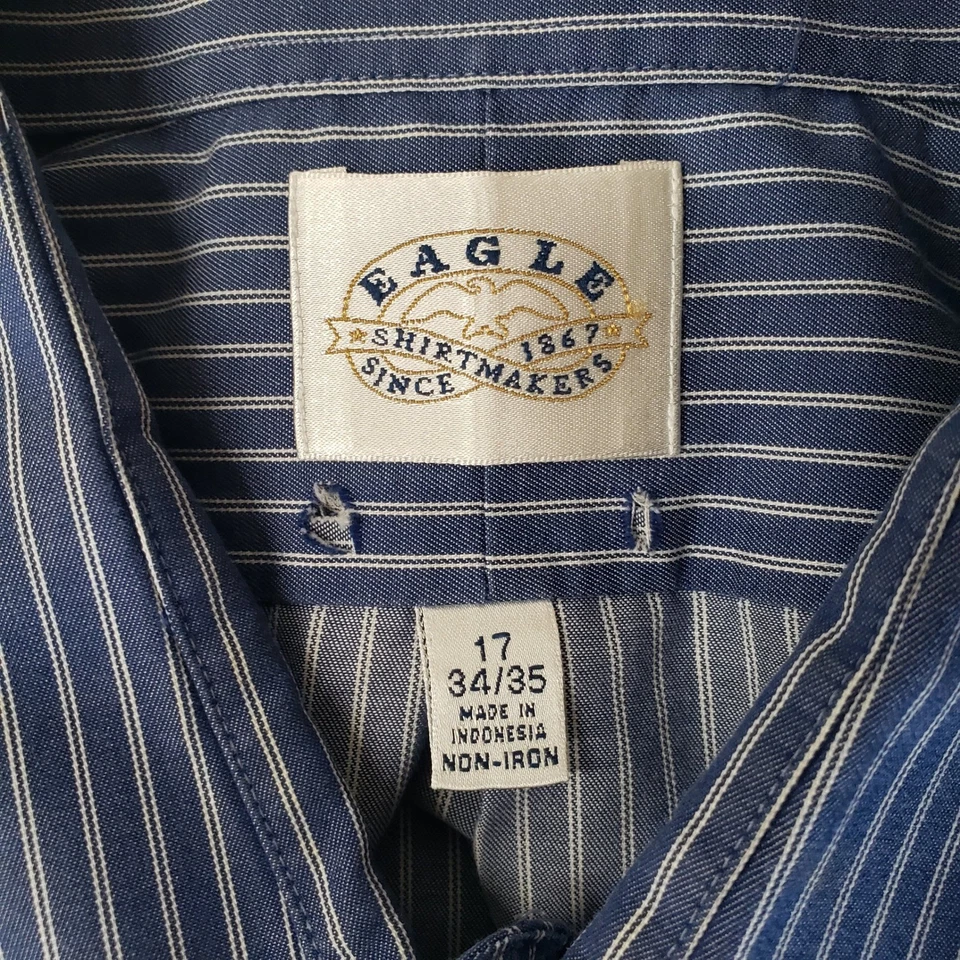 EAGLE
SHIRTMAKERS
SINCE 1867
17
34/35
MADE IN
INDONESIA
NON-IRON